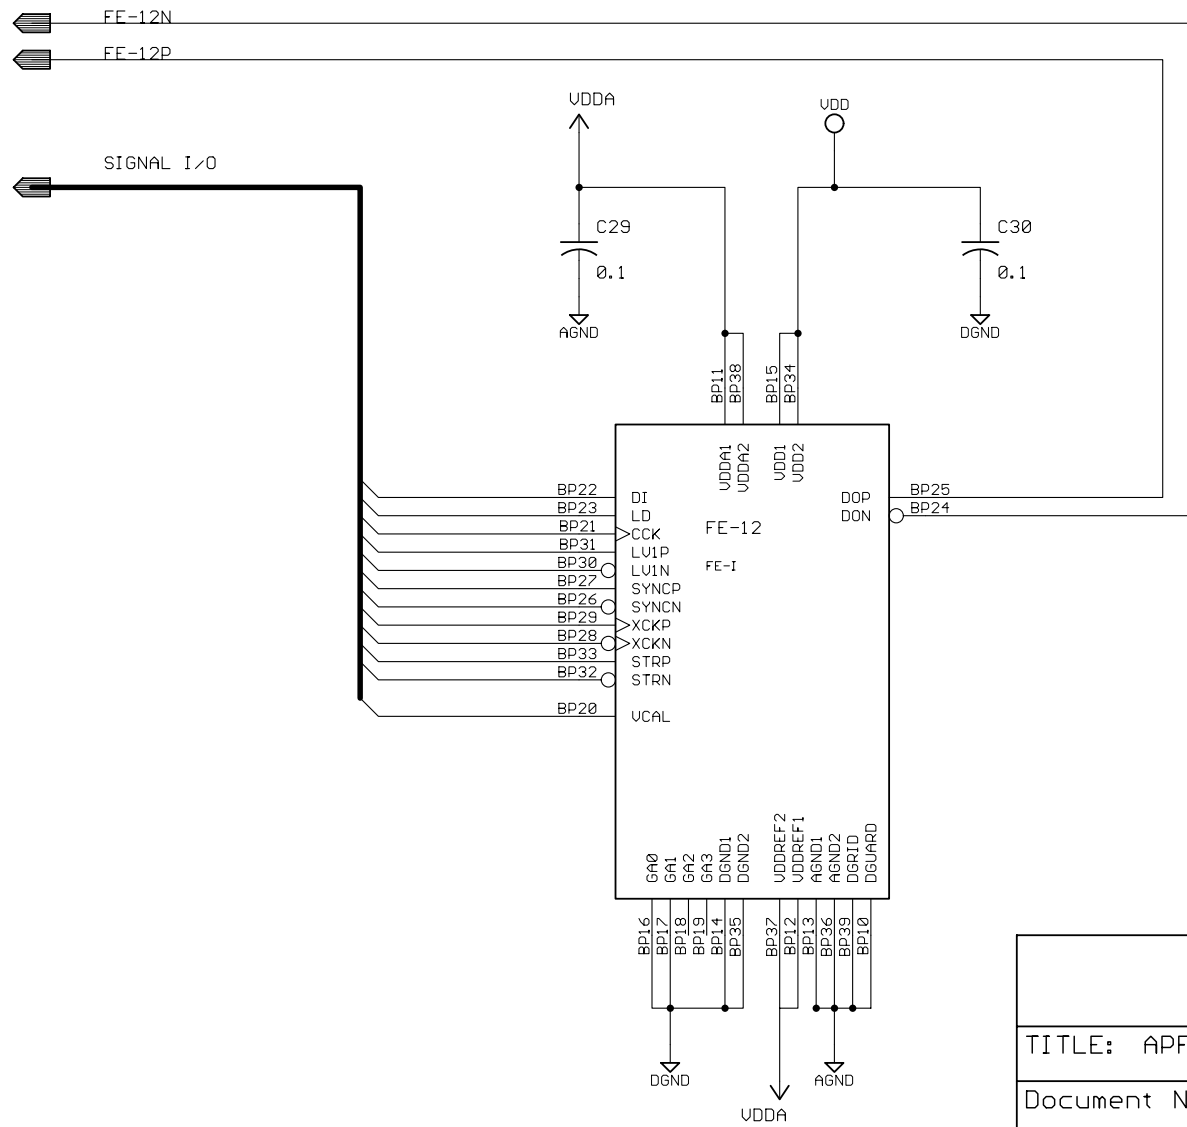 FE-12N
FE-12P
VDDA
VDD
SIGNAL I/O
C29
0.1
AGND
C30
0.1
DGND
BP11
BP38
BP15
BP34
VDDA1
VDDA2
VDD1
VDD2
BP22 DI
BP23 LD
BP21 CCK
BP31 LV1P
BP30 LV1N
BP27 SYNCP
BP26 SYNCN
BP29 XCKP
BP28 XCKN
BP33 STRP
BP32 STRN
BP20 VCAL
FE-12
FE-I
DOP BP25
DON BP24
GA0
GA1
GA2
GA3
DGND1
DGND2
VDDREF2
VDDREF1
AGND1
AGND2
DGRID
DGUARD
BP16
BP17
BP18
BP19
BP14
BP35
BP37
BP12
BP13
BP36
BP39
BP10
DGND
VDDA
AGND
TITLE:
Document